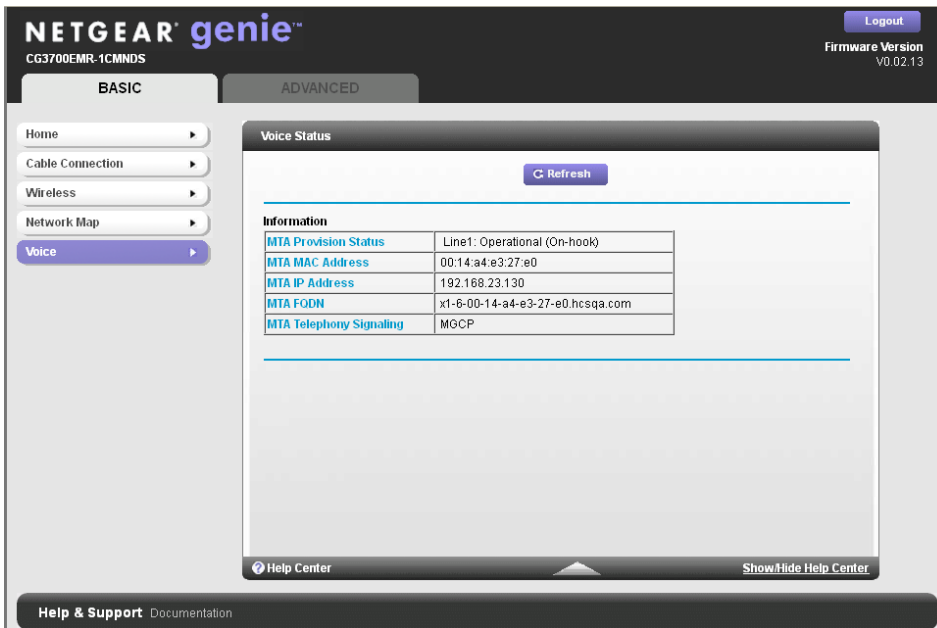 NETGEAR® genie™
Logout
CG3700EMR-1CMNDS
Firmware Version
V0.02.13
BASIC
ADVANCED
Home
Cable Connection
Wireless
Network Map
Voice
Voice Status
Refresh
Information
MTA Provision Status Line1: Operational (On-hook)
MTA MAC Address 00:14:a4:e3:27:e0
MTA IP Address 192.168.23.130
MTA FQDN x1-6-00-14-a4-e3-27-e0.hcsqa.com
MTA Telephony Signaling MGCP
Help Center
Show/Hide Help Center
Help & Support Documentation